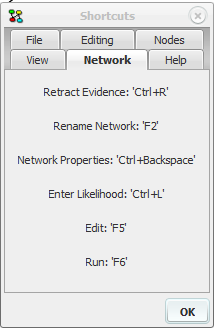 Shortcuts
File Editing Nodes
View Network Help
Retract Evidence: 'Ctrl+R'
Rename Network: 'F2'
Network Properties: 'Ctrl+Backspace'
Enter Likelihood: 'Ctrl+L'
Edit: 'F5'
Run: 'F6'
OK